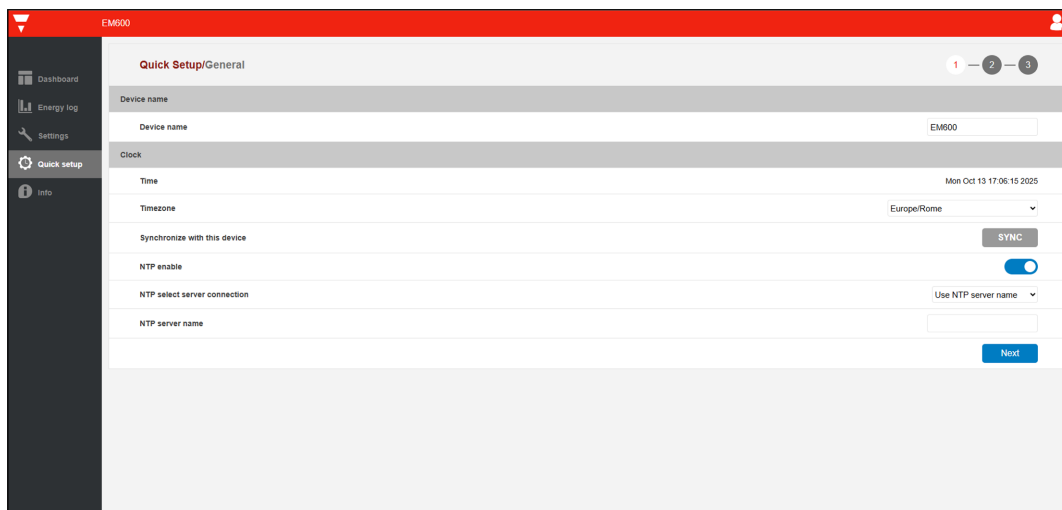 EM600
Dashboard
Energy log
Settings
Quick setup
Info
Quick Setup/General
1 2 3
Device name
Device name EM600
Clock
Time Mon Oct 13 17:06:15 2025
Timezone Europe/Rome
Synchronize with this device SYNC
NTP enable
NTP select server connection Use NTP server name
NTP server name
Next